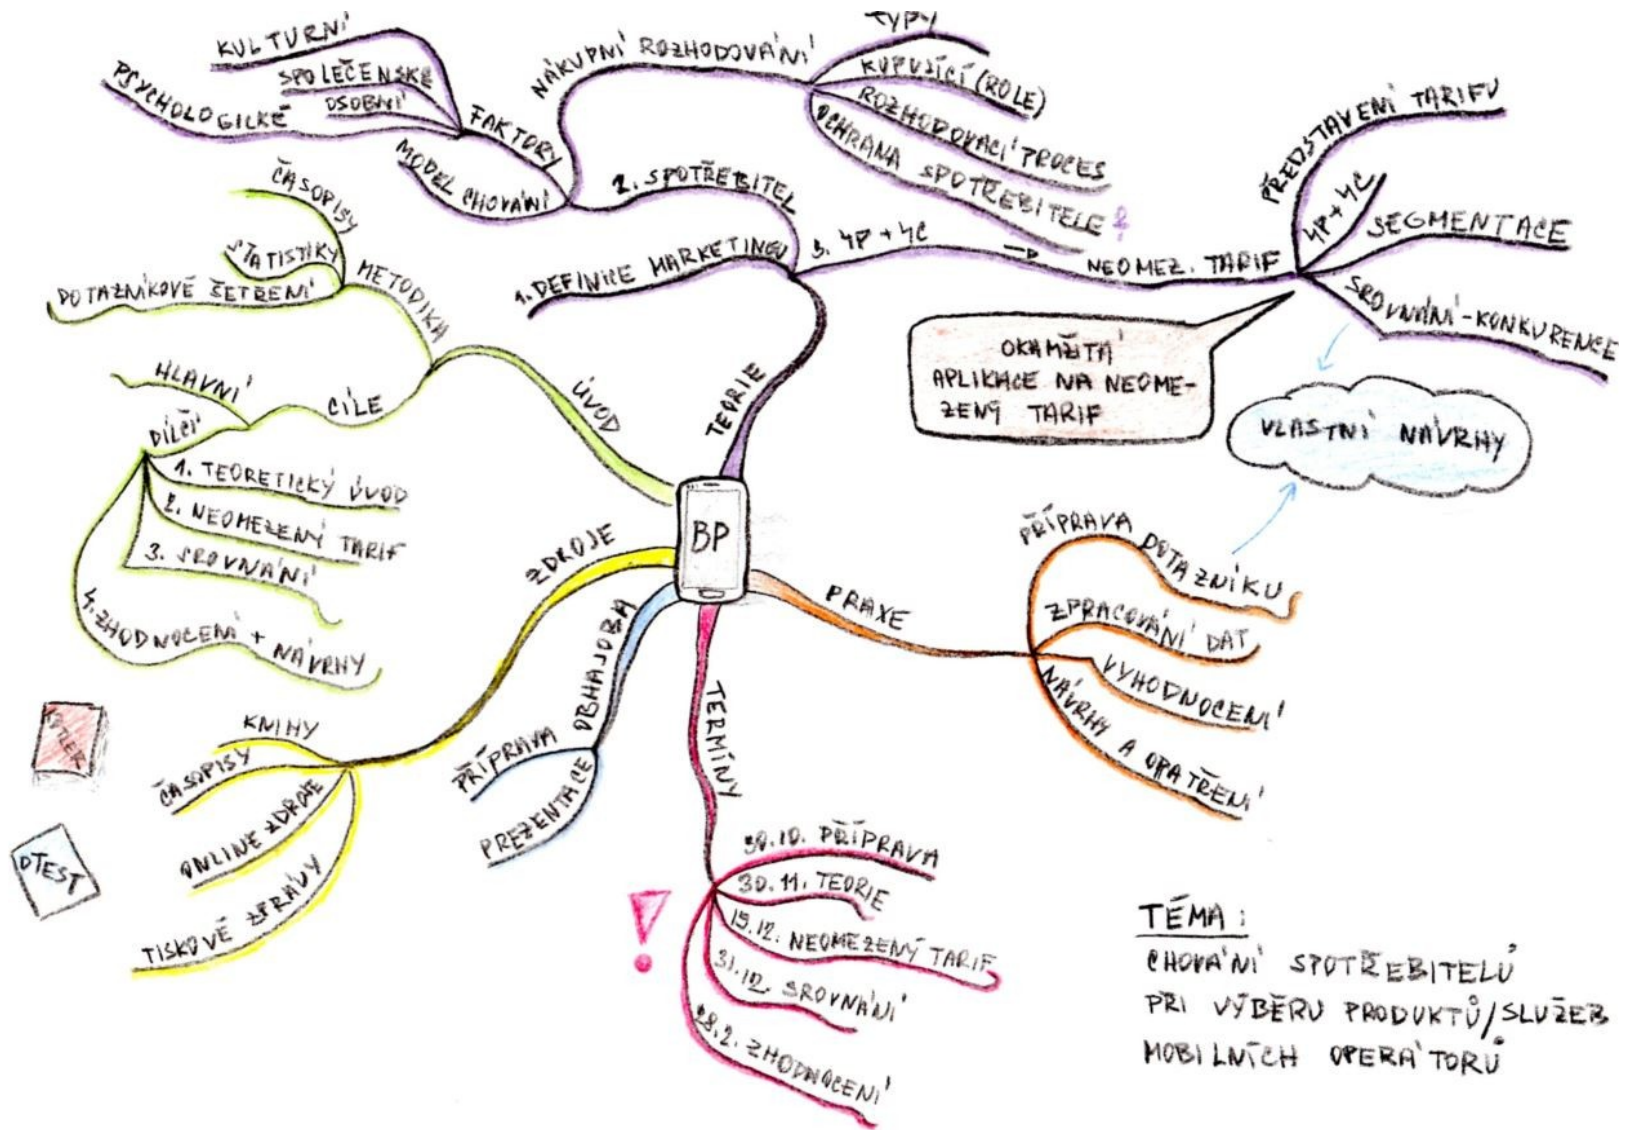 KULTURNÍ
SPOLEČENSKÉ
OSOBNÍ
PSYCHOLOGICKÉ
FAKTORY
MODEL CHOVÁNÍ
NÁKUPNÍ ROZHODOVÁNÍ
TYPY
KUPUJÍCÍ (ROLE)
ROZHODOVACÍ PROCES
OCHRANA SPOTŘEBITELE
2. SPOTŘEBITEL
1. DEFINICE MARKETINGU
3. 4P + 4C
NEOMEZ. TARIF
PŘEDSTAVENÍ TARIFU
4P + 4C
SEGMENTACE
SROVNÁNÍ - KONKURENCE
OKAMŽITÁ
APLIKACE NA NEOME-
ZENÝ TARIF
VLASTNÍ NÁVRHY
TEORIE
ČASOPISY
STATISTIKY
DOTAZNÍKOVÉ ŠETŘENÍ
METODIKA
ÚVOD
HLAVNÍ
CÍLE
DÍLČÍ
1. TEORETICKÝ ÚVOD
2. NEOMEZENÝ TARIF
3. SROVNÁNÍ
4. ZHODNOCENÍ + NÁVRHY
BP
ZDROJE
KNIHY
ČASOPISY
ONLINE ZDROJE
TISKOVÉ ZPRÁVY
KOTLER
DTEST
OBHAJOBA
PŘÍPRAVA
PREZENTACE
TERMÍNY
30.10. PŘÍPRAVA
30.11. TEORIE
15.12. NEOMEZENÝ TARIF
31.12. SROVNÁNÍ
28.2. ZHODNOCENÍ
!
PRAXE
PŘÍPRAVA DOTAZNÍKU
ZPRACOVÁNÍ DAT
VYHODNOCENÍ
NÁVRHY A OPATŘENÍ
TÉMA:
CHOVÁNÍ SPOTŘEBITELŮ
PŘI VÝBĚRU PRODUKTŮ/SLUŽEB
MOBILNÍCH OPERÁTORŮ